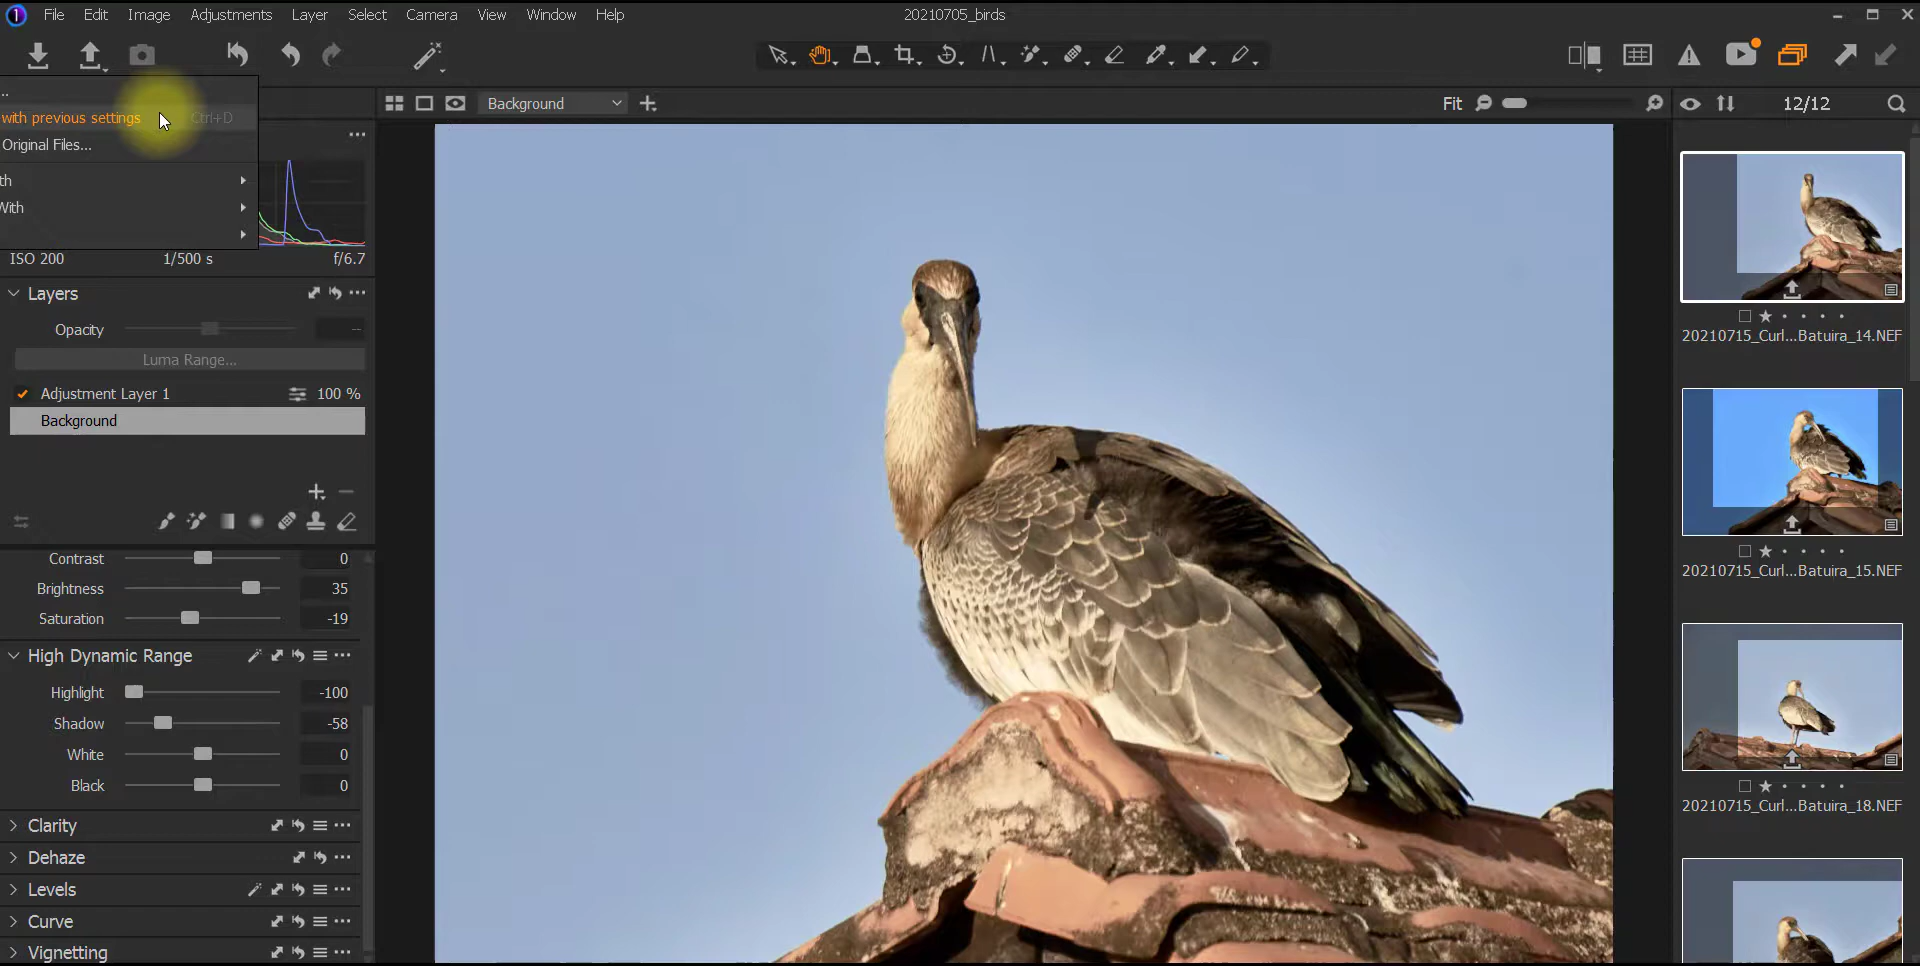 File Edit Image Adjustments Layer Select Camera View Window Help
20210705_birds
..
with previous settings Ctrl+D
Original Files...
th
With
ISO 200 1/500 s f/6.7
Background
Fit
12/12
Layers
Opacity --
Luma Range...
Adjustment Layer 1 100 %
Background
Contrast 0
Brightness 35
Saturation -19
High Dynamic Range
Highlight -100
Shadow -58
White 0
Black 0
Clarity
Dehaze
Levels
Curve
Vignetting
20210715_Curl...Batuira_14.NEF
20210715_Curl...Batuira_15.NEF
20210715_Curl...Batuira_18.NEF